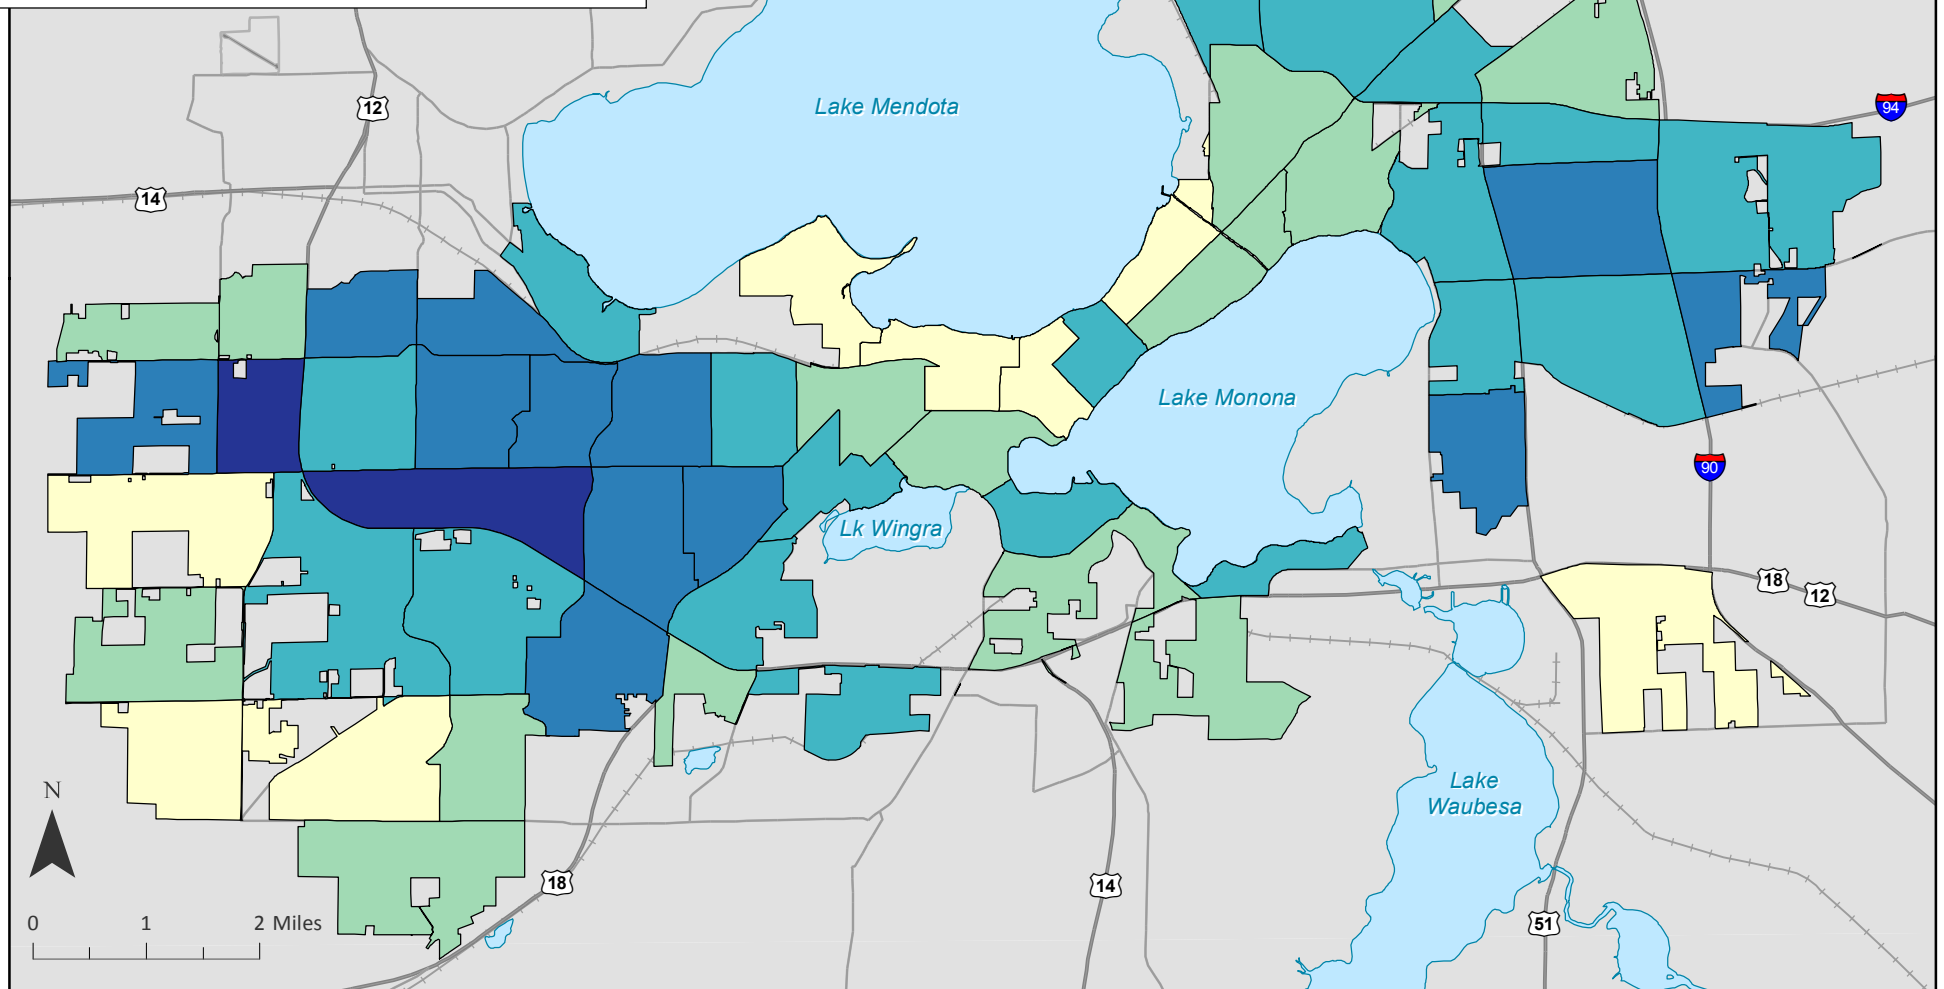 Lake Mendota
12
94
14
Lake Monona
90
Lk Wingra
18
12
Lake
Waubesa
N
18
14
0 1 2 Miles
51